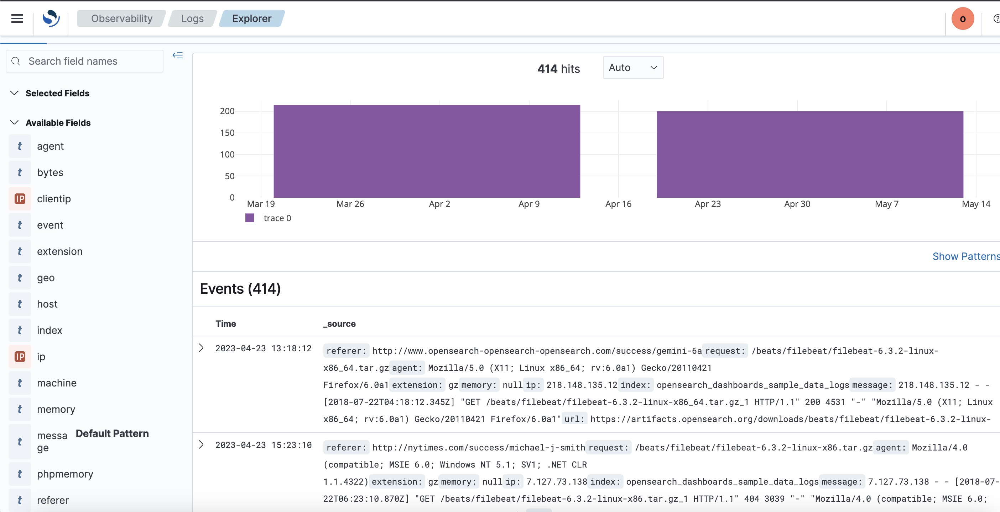 Observability Logs Explorer o
Search field names
414 hits Auto
Selected Fields
Available Fields
t agent
t bytes
IP clientip
t event
t extension
t geo
t host
t index
IP ip
t machine
t memory
t messa
ge
Default Pattern
t phpmemory
t referer
200
150
100
50
0
Mar 19 Mar 26 Apr 2 Apr 9 Apr 16 Apr 23 Apr 30 May 7 May 14
trace 0
Show Patterns
Events (414)
Time _source
2023-04-23 13:18:12 referer: http://www.opensearch-opensearch-opensearch.com/success/gemini-6a request: /beats/filebeat/filebeat-6.3.2-linux-
x86_64.tar.gz agent: Mozilla/5.0 (X11; Linux x86_64; rv:6.0a1) Gecko/20110421
Firefox/6.0a1 extension: gz memory: null ip: 218.148.135.12 index: opensearch_dashboards_sample_data_logs message: 218.148.135.12 - -
[2018-07-22T04:18:12.345Z] "GET /beats/filebeat/filebeat-6.3.2-linux-x86_64.tar.gz_1 HTTP/1.1" 200 4531 "-" "Mozilla/5.0 (X11; Linux
x86_64; rv:6.0a1) Gecko/20110421 Firefox/6.0a1" url: https://artifacts.opensearch.org/downloads/beats/filebeat/filebeat-6.3.2-linux-
2023-04-23 15:23:10 referer: http://nytimes.com/success/michael-j-smith request: /beats/filebeat/filebeat-6.3.2-linux-x86.tar.gz agent: Mozilla/4.0
(compatible; MSIE 6.0; Windows NT 5.1; SV1; .NET CLR
1.1.4322) extension: gz memory: null ip: 7.127.73.138 index: opensearch_dashboards_sample_data_logs message: 7.127.73.138 - - [2018-07-
22T06:23:10.870Z] "GET /beats/filebeat/filebeat-6.3.2-linux-x86.tar.gz_1 HTTP/1.1" 404 3039 "-" "Mozilla/4.0 (compatible; MSIE 6.0;